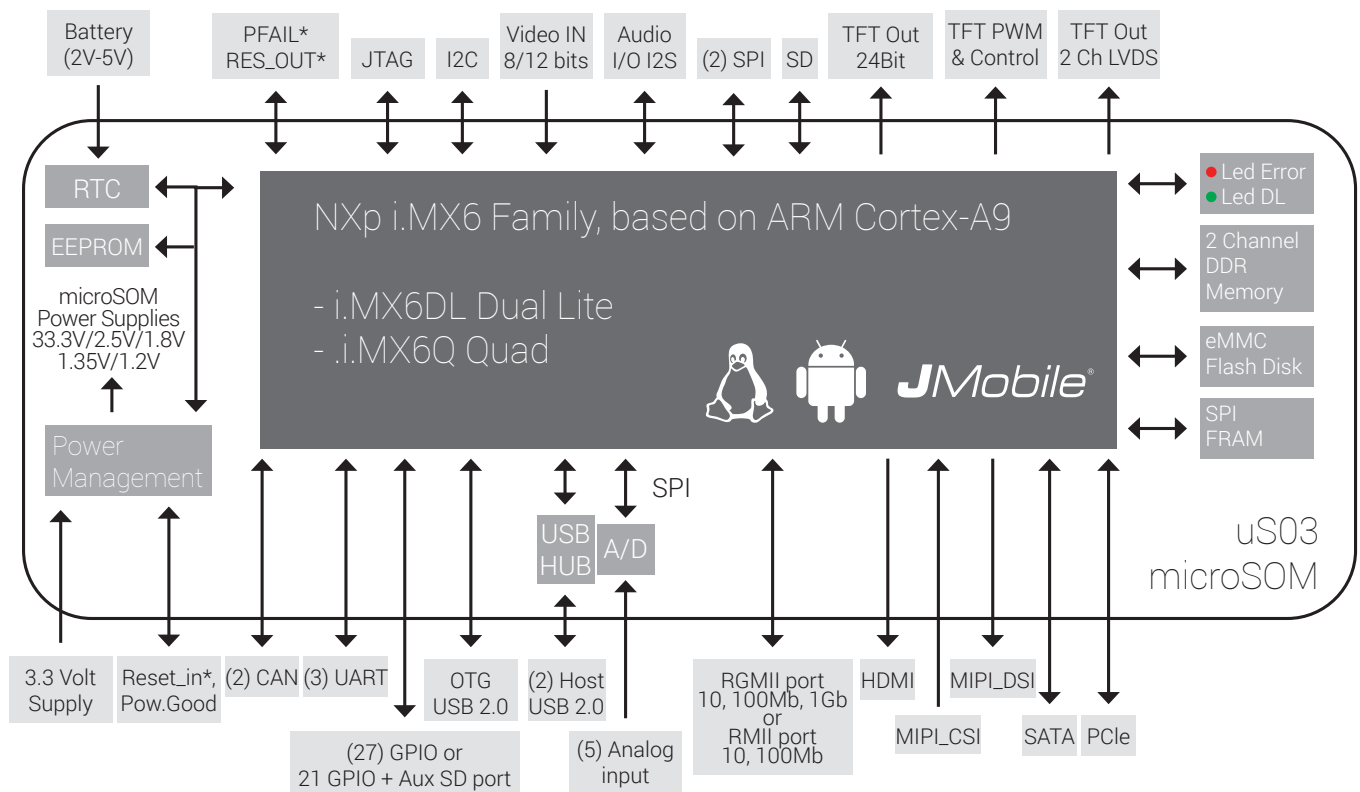 Battery
(2V-5V)
PFAIL*
RES_OUT*
JTAG
I2C
Video IN
8/12 bits
Audio
I/O I2S
(2) SPI
SD
TFT Out
24Bit
TFT PWM
& Control
TFT Out
2 Ch LVDS
RTC
EEPROM
microSOM
Power Supplies
33.3V/2.5V/1.8V
1.35V/1.2V
Power
Management
NXp i.MX6 Family, based on ARM Cortex-A9
- i.MX6DL Dual Lite
- .i.MX6Q Quad
JMobile®
Led Error
Led DL
2 Channel
DDR
Memory
eMMC
Flash Disk
SPI
FRAM
SPI
USB
HUB
A/D
uS03
microSOM
3.3 Volt
Supply
Reset_in*,
Pow.Good
(2) CAN
(3) UART
(27) GPIO or
21 GPIO + Aux SD port
OTG
USB 2.0
(2) Host
USB 2.0
(5) Analog
input
RGMII port
10, 100Mb, 1Gb
or
RMII port
10, 100Mb
HDMI
MIPI_CSI
MIPI_DSI
SATA
PCIe